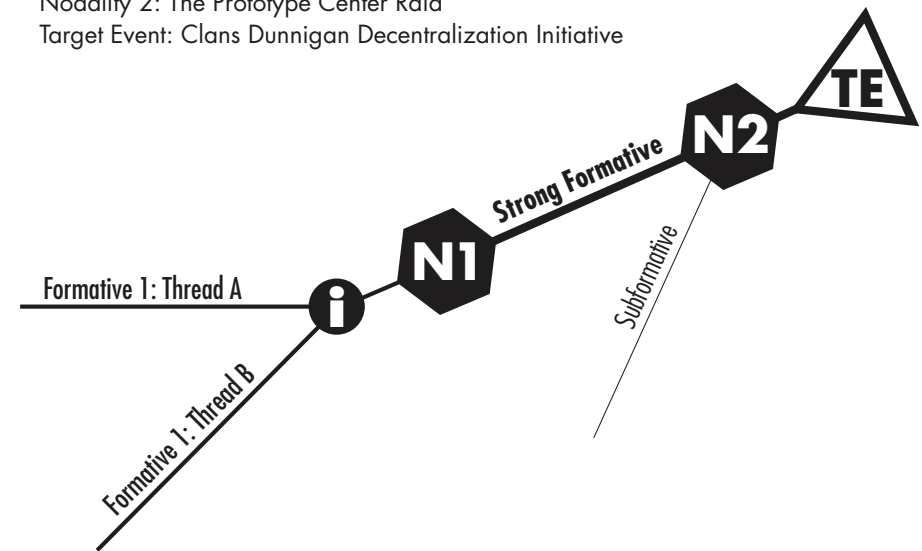 Nodality 2: The Prototype Center Raid
Target Event: Clans Dunnigan Decentralization Initiative
TE
N2
Strong Formative
N1
Subformative
Formative 1: Thread A
i
Formative 1: Thread B